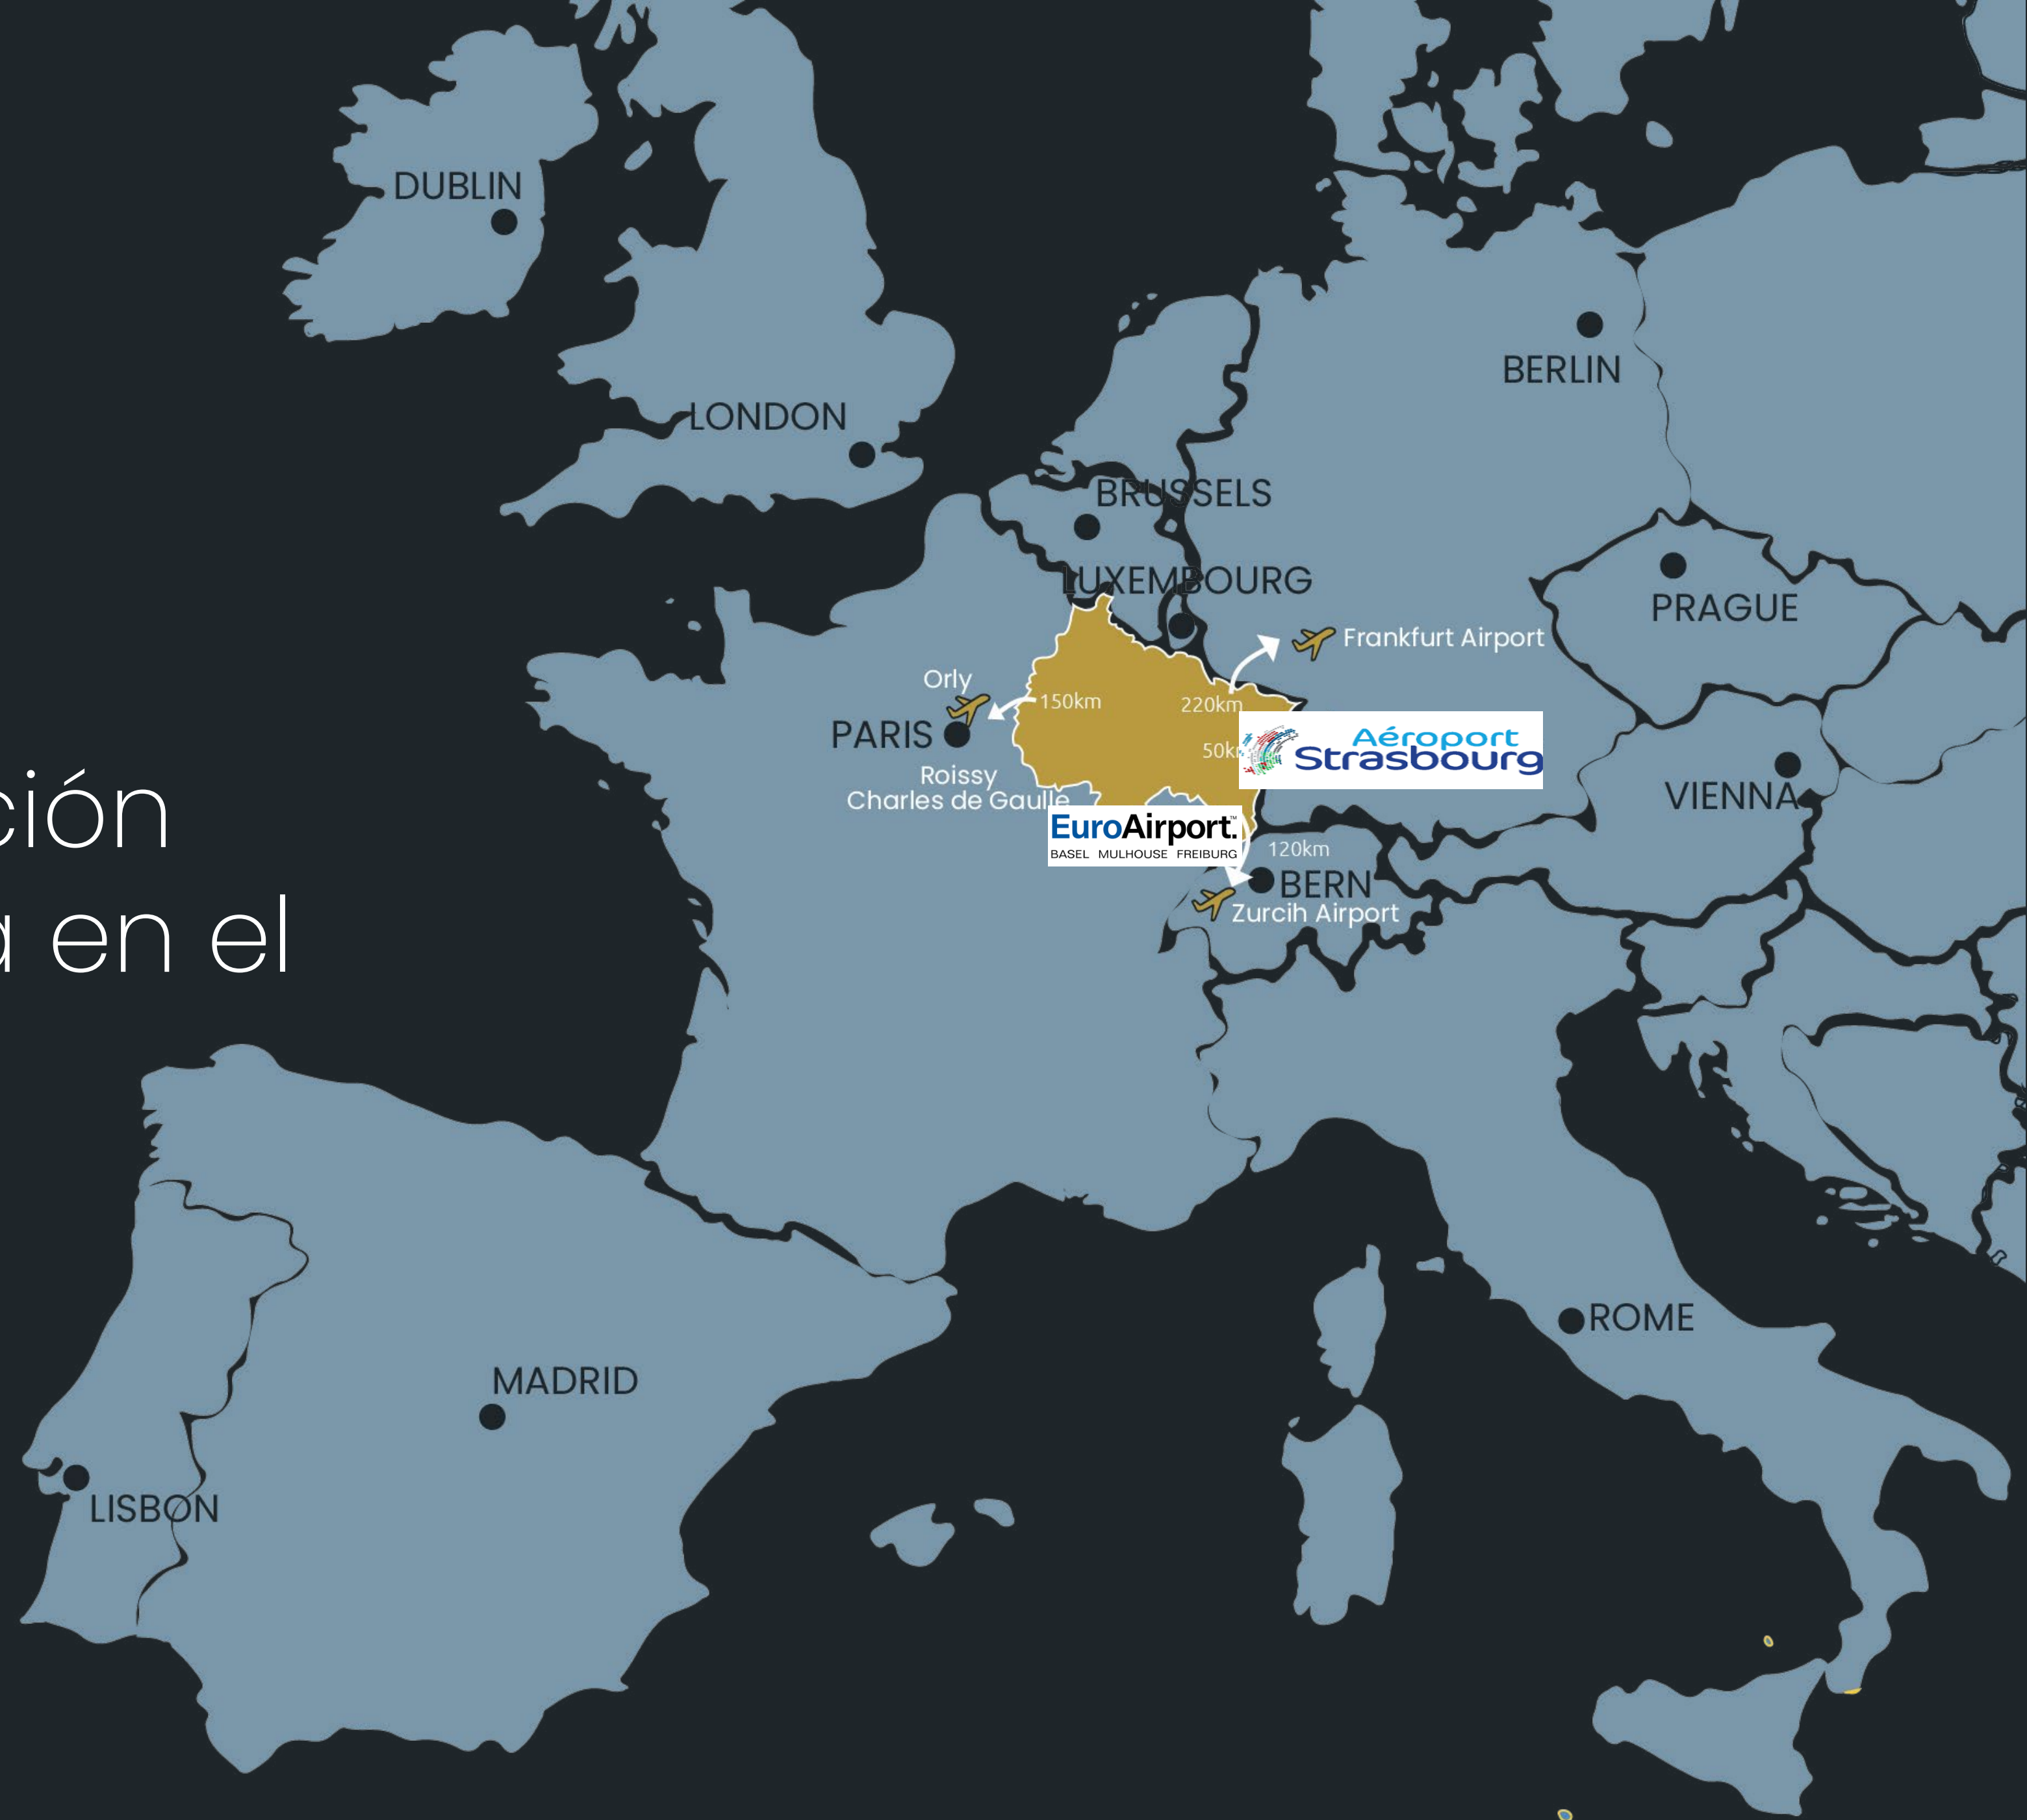 DUBLIN
LONDON
BERLIN
BRUSSELS
LUXEMBOURG
PRAGUE
Frankfurt Airport
Orly
150km
220km
PARIS
Aéroport
Strasbourg
Roissy
Charles de Gaulle
VIENNA
EuroAirport.™
BASEL MULHOUSE FREIBURG
120km
BERN
Zurcih Airport
ción
en el
ROME
MADRID
LISBON